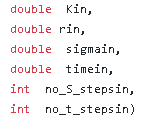 double Kin,
double rin,
double sigmain,
double timein,
int no_S_stepsin,
int no_t_stepsin)